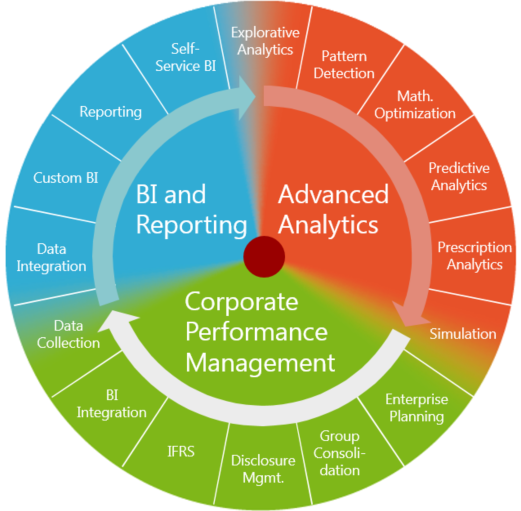 Explorative
Analytics
Pattern
Detection
Math.
Optimization
Predictive
Analytics
Prescription
Analytics
Simulation
Enterprise
Planning
Group
Consoli-
dation
Disclosure
Mgmt.
IFRS
BI
Integration
Data
Collection
Data
Integration
Custom BI
Reporting
Self-
Service BI
BI and
Reporting
Advanced
Analytics
Corporate
Performance
Management